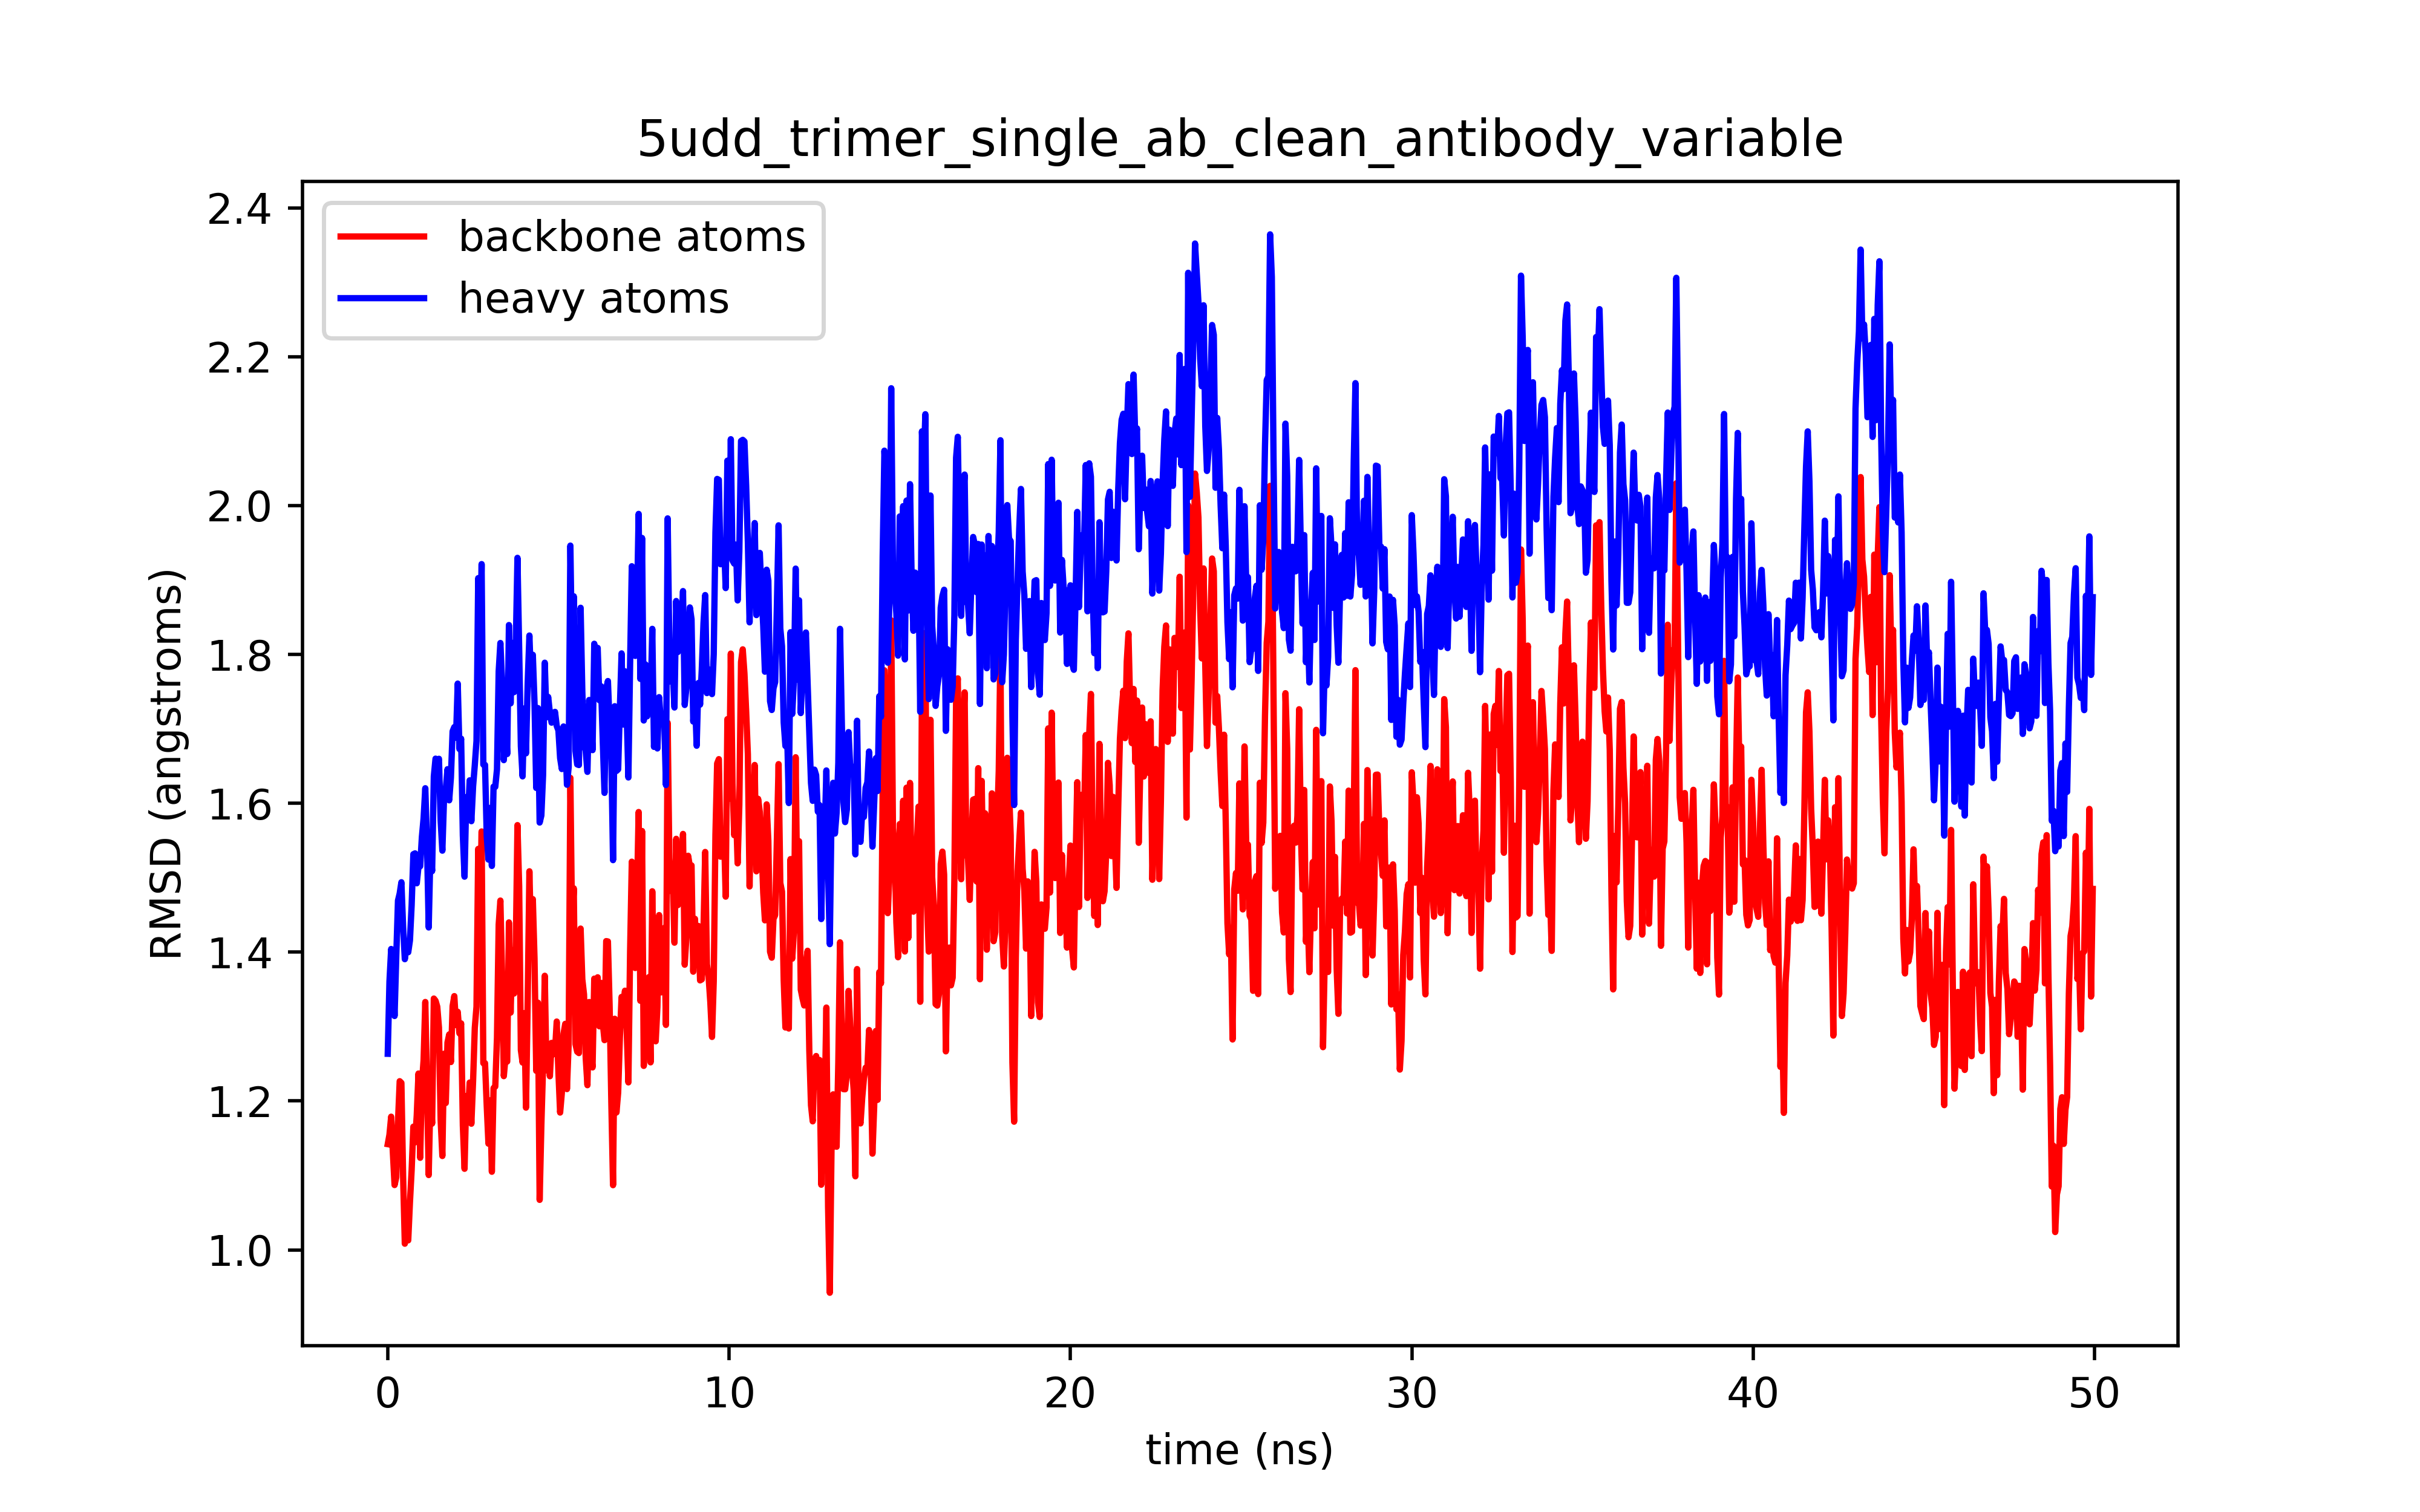 5udd_trimer_single_ab_clean_antibody_variable
backbone atoms
heavy atoms
2.4
2.2
2.0
1.8
1.6
1.4
1.2
1.0
RMSD (angstroms)
0 10 20 30 40 50
time (ns)